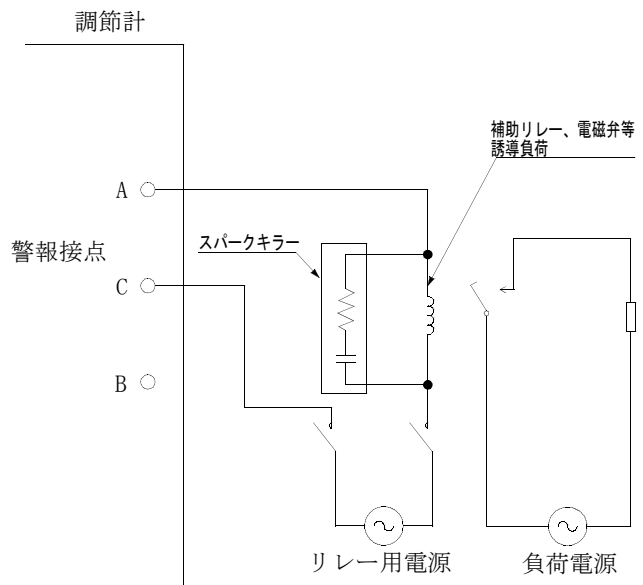 調節計
補助リレー、電磁弁等
誘導負荷
A
スパークキラー
警報接点
C
B
リレー用電源
負荷電源